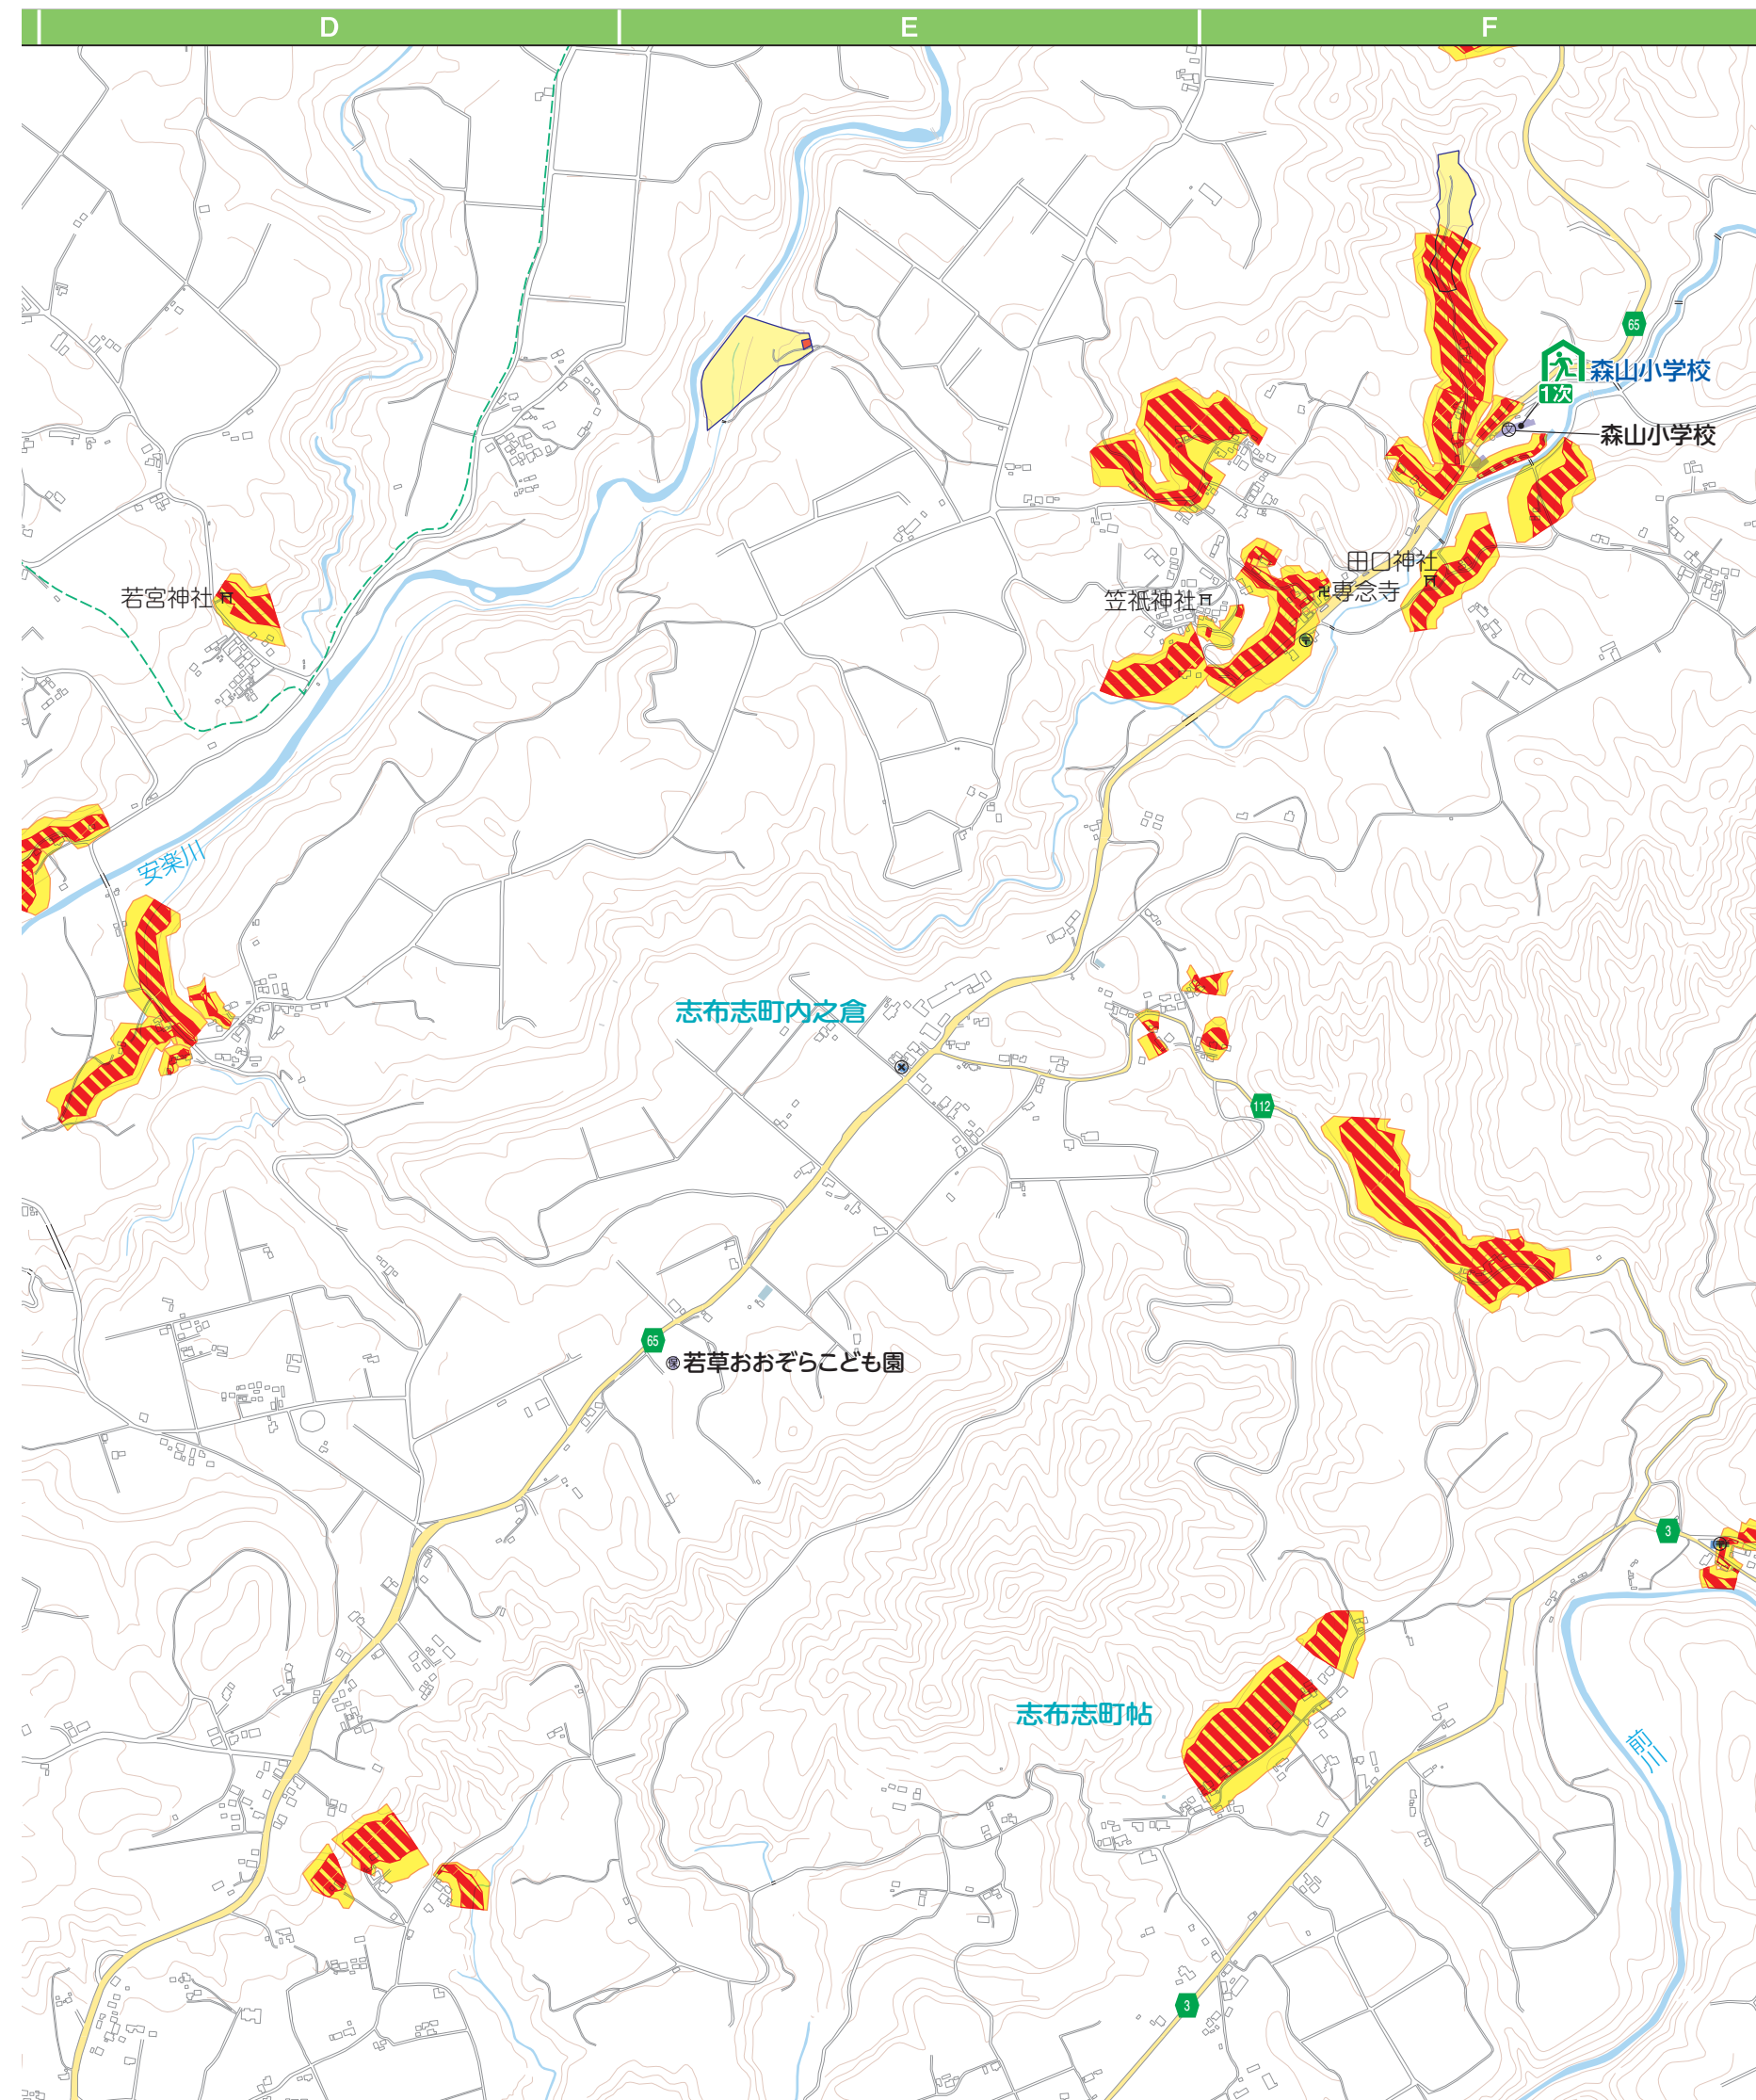 D
E
F
65
森山小学校
1次
森山小学校
田口神社
専念寺
若宮神社
笠祇神社
安楽川
志布志町内之倉
112
65
若草おおぞらこども園
3
志布志町帖
前川
3